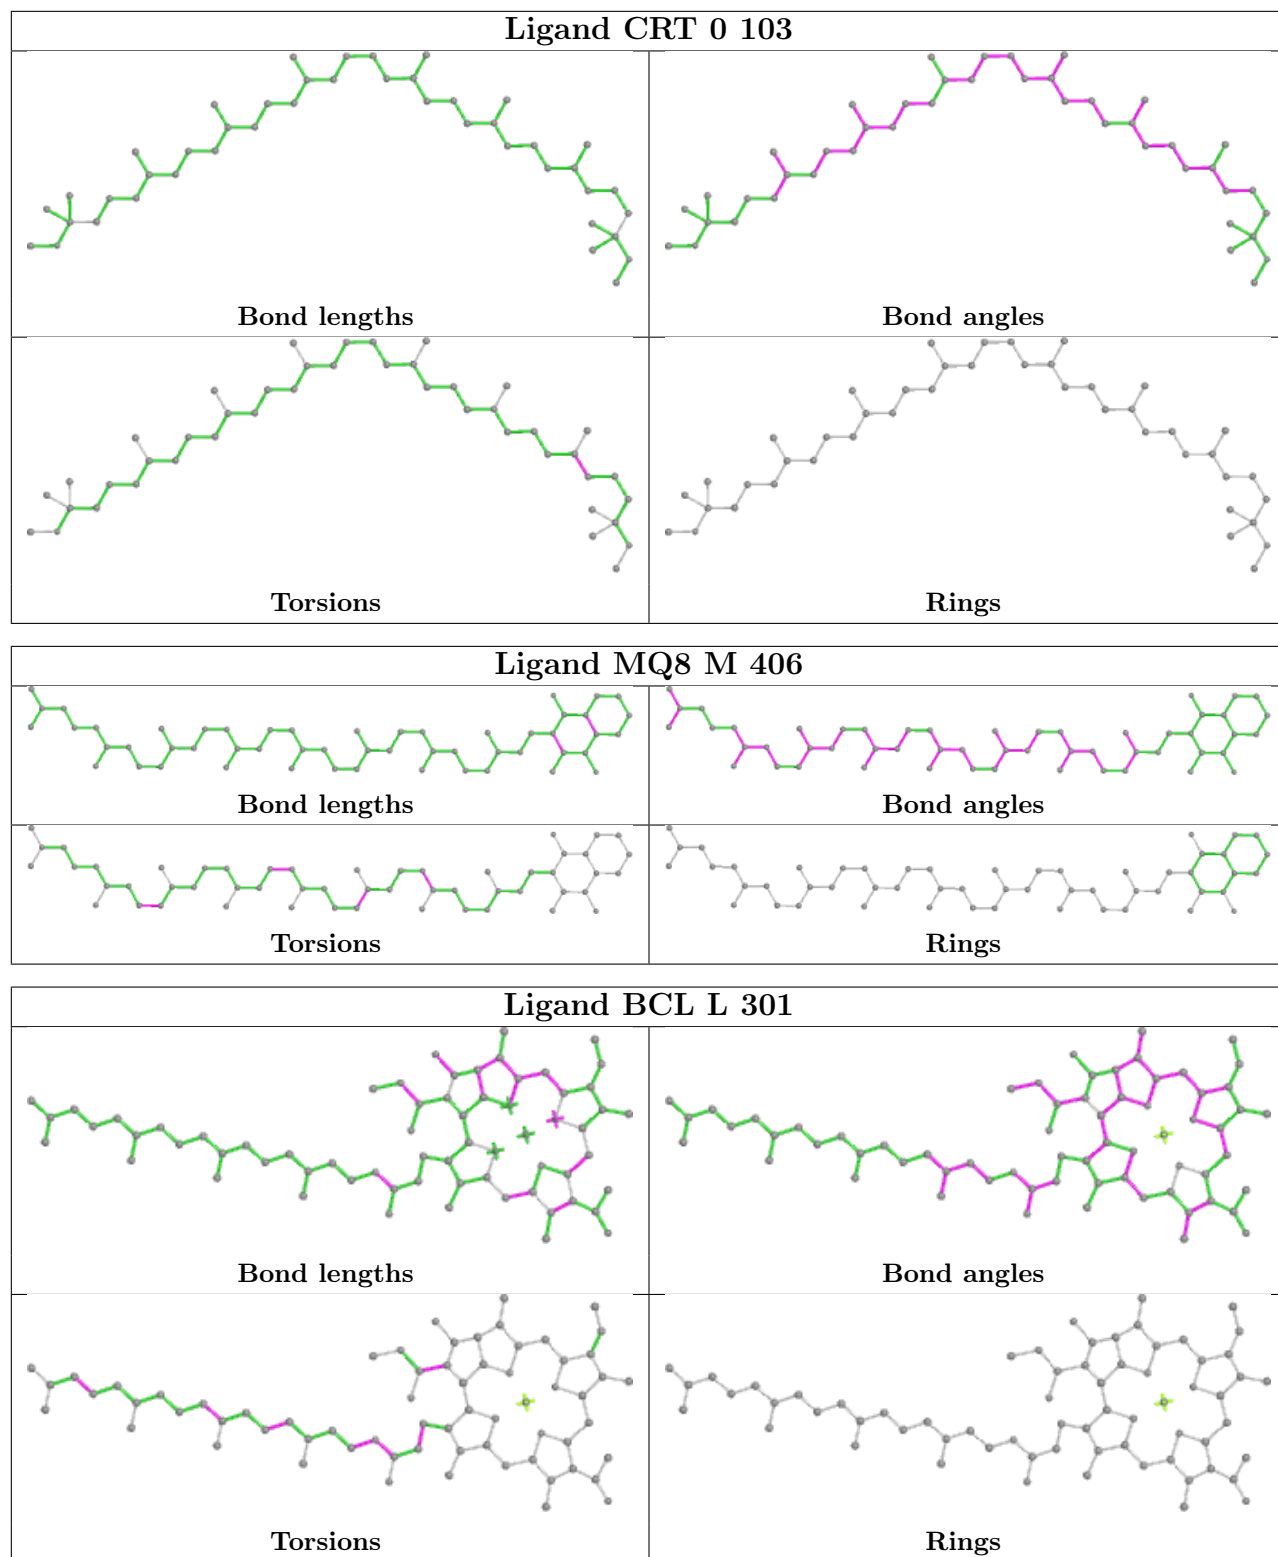 Ligand CRT 0 103
Bond lengths
Bond angles
Torsions
Rings
Ligand MQ8 M 406
Bond lengths
Bond angles
Torsions
Rings
Ligand BCL L 301
Bond lengths
Bond angles
Torsions
Rings